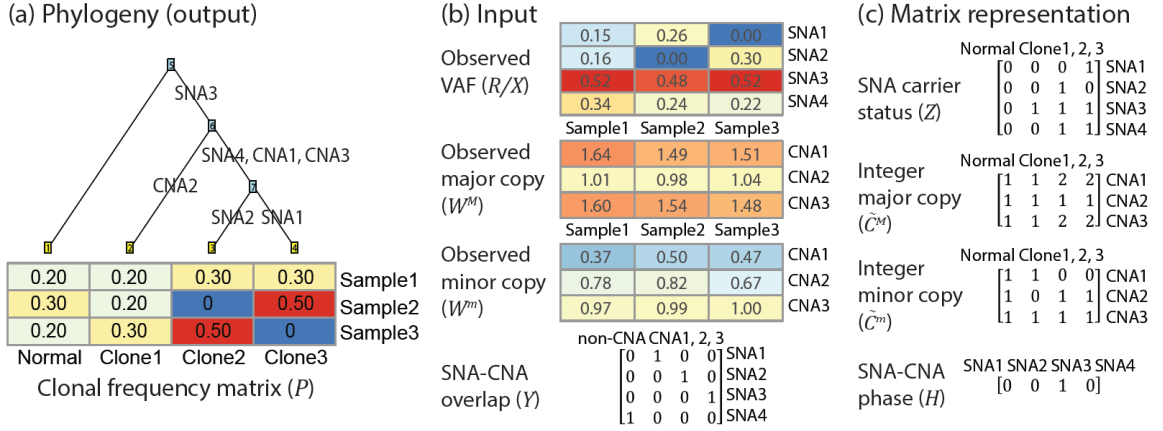 (a) Phylogeny (output)
5
SNA3
6
SNA4, CNA1, CNA3
CNA2
7
SNA2 SNA1
1 2 3 4
0.20 0.20 0.30 0.30 Sample1
0.30 0.20 0 0.50 Sample2
0.20 0.30 0.50 0 Sample3
Normal Clone1 Clone2 Clone3
Clonal frequency matrix (P)
(b) Input
Observed
VAF (R/X)
0.15 0.26 0.00 SNA1
0.16 0.00 0.30 SNA2
0.52 0.48 0.52 SNA3
0.34 0.24 0.22 SNA4
Sample1 Sample2 Sample3
Observed
major copy
(Wᴹ)
1.64 1.49 1.51 CNA1
1.01 0.98 1.04 CNA2
1.60 1.54 1.48 CNA3
Sample1 Sample2 Sample3
Observed
minor copy
(Wᵐ)
0.37 0.50 0.47 CNA1
0.78 0.82 0.67 CNA2
0.97 0.99 1.00 CNA3
SNA-CNA
overlap (Y)
non-CNA CNA1, 2, 3
0 1 0 0 SNA1
0 0 1 0 SNA2
0 0 0 1 SNA3
1 0 0 0 SNA4
(c) Matrix representation
SNA carrier
status (Z)
Normal Clone1, 2, 3
0 0 0 1 SNA1
0 0 1 0 SNA2
0 1 1 1 SNA3
0 0 1 1 SNA4
Integer
major copy
(C̃ᴹ)
Normal Clone1, 2, 3
1 1 2 2 CNA1
1 1 1 1 CNA2
1 1 2 2 CNA3
Integer
minor copy
(C̃ᵐ)
Normal Clone1, 2, 3
1 1 0 0 CNA1
1 0 1 1 CNA2
1 1 1 1 CNA3
SNA-CNA
phase (H)
SNA1 SNA2 SNA3 SNA4
[0 0 1 0]